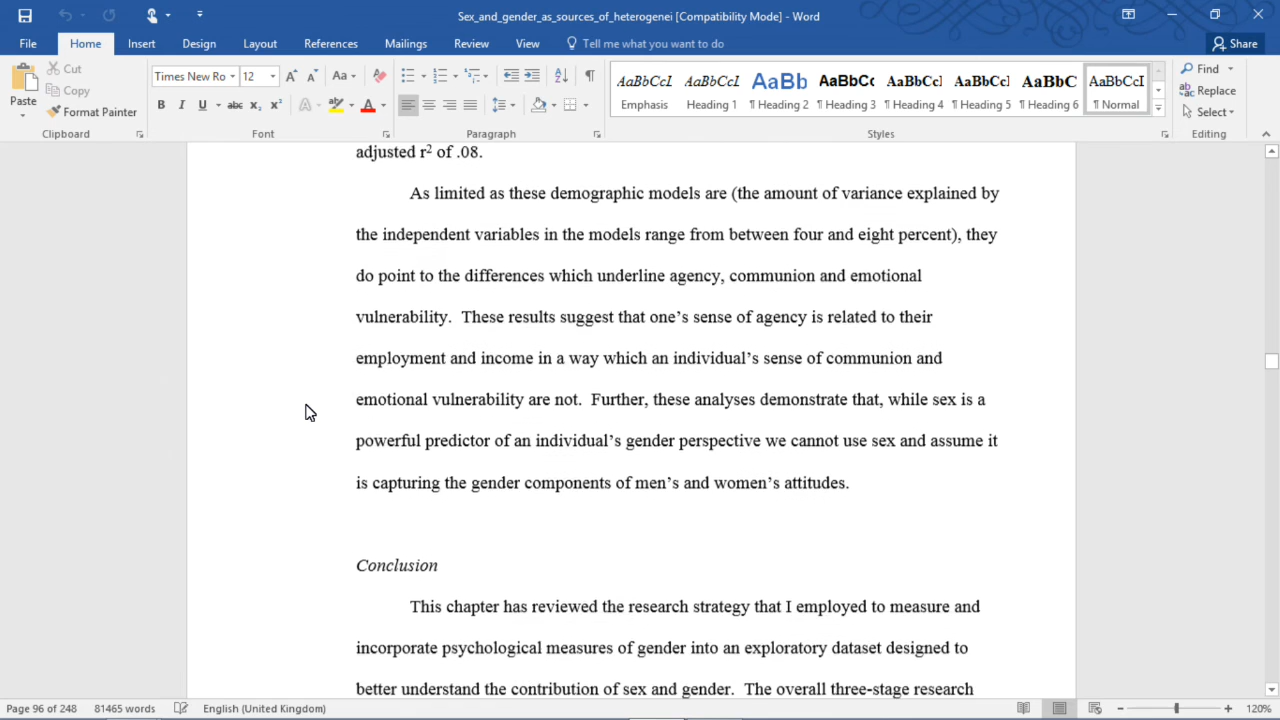 Sex_and_gender_as_sources_of_heterogenei [Compatibility Mode] - Word
File Home Insert Design Layout References Mailings Review View Tell me what you want to do Share
Paste
Cut
Copy
Format Painter
Clipboard
Times New Ro 12
Font
Paragraph
AaBbCcI AaBbCcI AaBb AaBbCc AaBbCcI AaBbCcI AaBbC AaBbCcI
Emphasis Heading 1 ¶ Heading 2 ¶ Heading 3 ¶ Heading 4 ¶ Heading 5 ¶ Heading 6 ¶ Normal
Styles
Find
Replace
Select
Editing
adjusted r² of .08.
As limited as these demographic models are (the amount of variance explained by
the independent variables in the models range from between four and eight percent), they
do point to the differences which underline agency, communion and emotional
vulnerability.  These results suggest that one’s sense of agency is related to their
employment and income in a way which an individual’s sense of communion and
emotional vulnerability are not.  Further, these analyses demonstrate that, while sex is a
powerful predictor of an individual’s gender perspective we cannot use sex and assume it
is capturing the gender components of men’s and women’s attitudes.
Conclusion
This chapter has reviewed the research strategy that I employed to measure and
incorporate psychological measures of gender into an exploratory dataset designed to
better understand the contribution of sex and gender.  The overall three-stage research
Page 96 of 248 81465 words English (United Kingdom) 120%